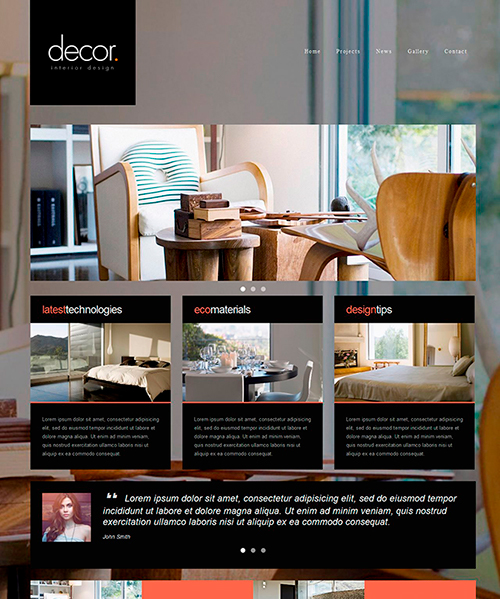 decor.
interior design
Home Projects News Gallery Contact
latesttechnologies
ecomaterials
designtips
Lorem ipsum dolor sit amet, consectetur adipisicing
elit, sed do eiusmod tempor incididunt ut labore et
dolore magna aliqua. Ut enim ad minim veniam,
quis nostrud exercitation ullamco laboris nisi ut
aliquip ex ea commodo consequat.
Lorem ipsum dolor sit amet, consectetur adipisicing
elit, sed do eiusmod tempor incididunt ut labore et
dolore magna aliqua. Ut enim ad minim veniam,
quis nostrud exercitation ullamco laboris nisi ut
aliquip ex ea commodo consequat.
Lorem ipsum dolor sit amet, consectetur adipisicing
elit, sed do eiusmod tempor incididunt ut labore et
dolore magna aliqua. Ut enim ad minim veniam,
quis nostrud exercitation ullamco laboris nisi ut
aliquip ex ea commodo consequat.
“ Lorem ipsum dolor sit amet, consectetur adipisicing elit, sed do eiusmod tempor
incididunt ut labore et dolore magna aliqua. Ut enim ad minim veniam, quis nostrud
exercitation ullamco laboris nisi ut aliquip ex ea commodo consequat.
John Smith